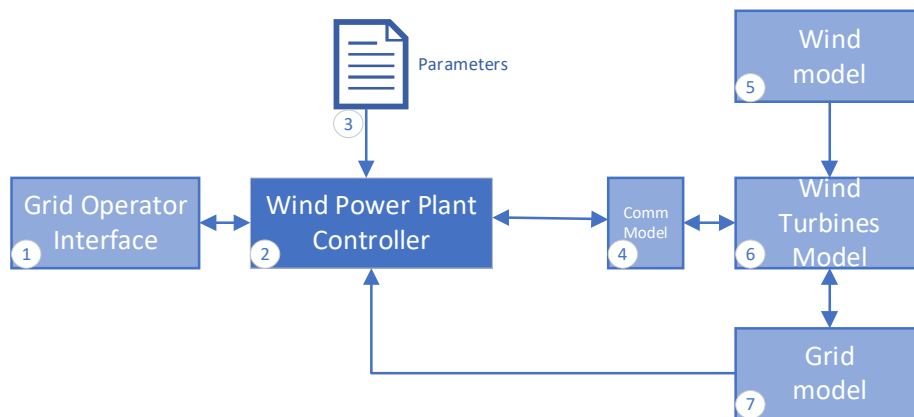 Parameters
3
Wind
model
5
Grid Operator
Interface
1
Wind Power Plant
Controller
2
Comm
Model
4
Wind
Turbines
Model
6
Grid
model
7